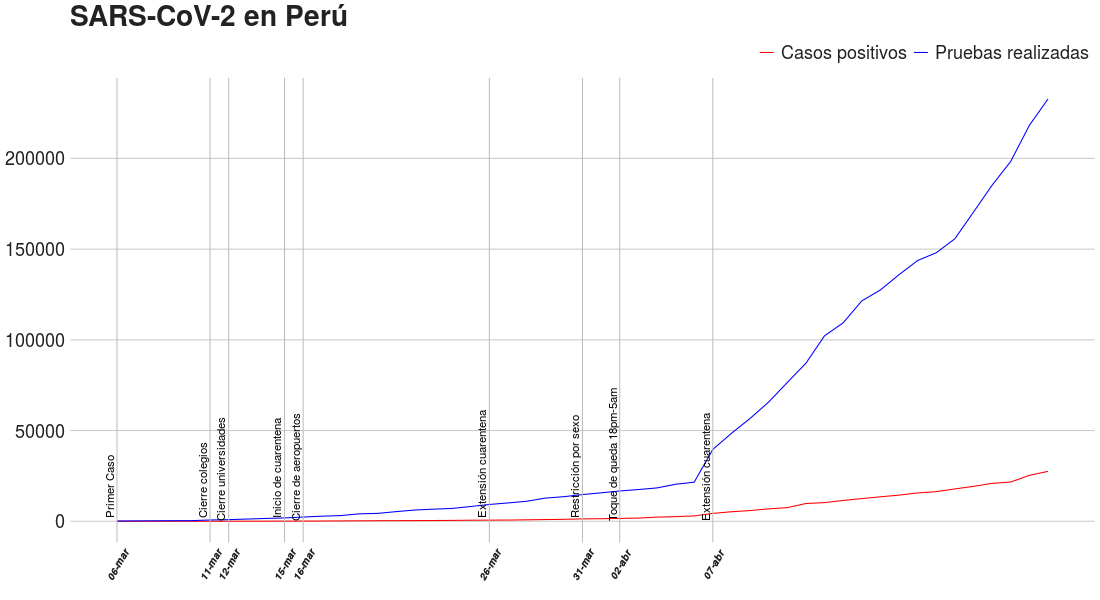 SARS-CoV-2 en Perú
Casos positivos
Pruebas realizadas
200000
150000
100000
50000
0
Primer Caso
Cierre colegios
Cierre universidades
Inicio de cuarentena
Cierre de aeropuertos
Extensión cuarentena
Restricción por sexo
Toque de queda 18pm-5am
Extensión cuarentena
06-mar
11-mar
12-mar
15-mar
16-mar
26-mar
31-mar
02-abr
07-abr